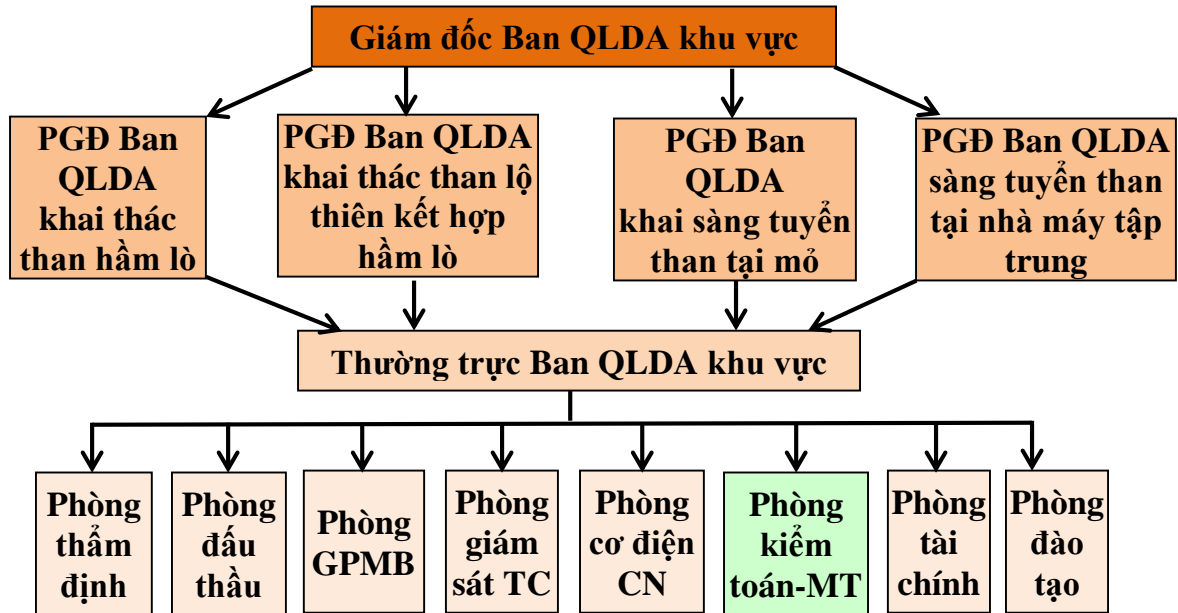 Giám đốc Ban QLDA khu vực
PGĐ Ban
QLDA
khai thác
than hầm lò
PGĐ Ban QLDA
khai thác than lộ
thiên kết hợp
hầm lò
PGĐ Ban
QLDA
khai sàng tuyển
than tại mỏ
PGĐ Ban QLDA
sàng tuyển than
tại nhà máy tập
trung
Thường trực Ban QLDA khu vực
Phòng
thẩm
định
Phòng
đấu
thầu
Phòng
GPMB
Phòng
giám
sát TC
Phòng
cơ điện
CN
Phòng
kiểm
toán-MT
Phòng
tài
chính
Phòng
đào
tạo